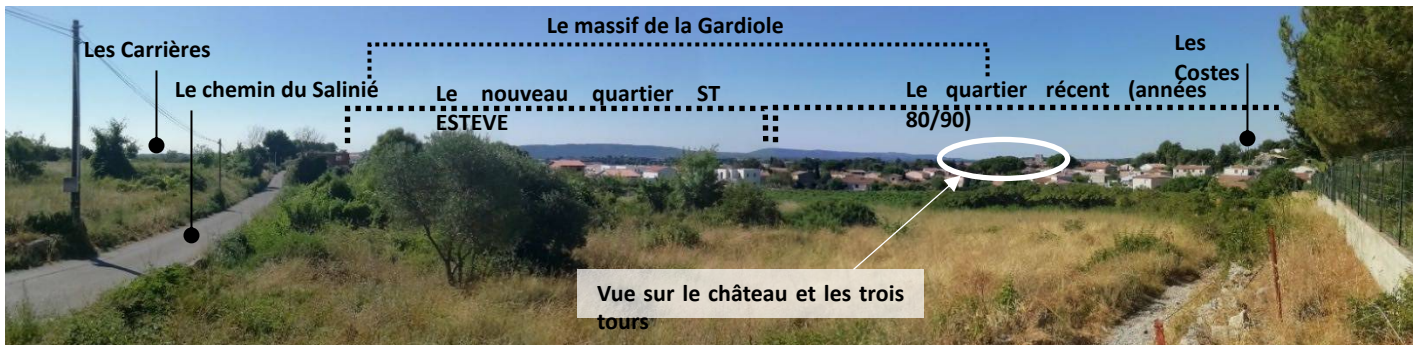 Le massif de la Gardiole
Les Carrières
Les
Costes
Le chemin du Salinié
Le nouveau quartier ST
ESTEVE
Le quartier récent (années
80/90)
Vue sur le château et les trois
tours